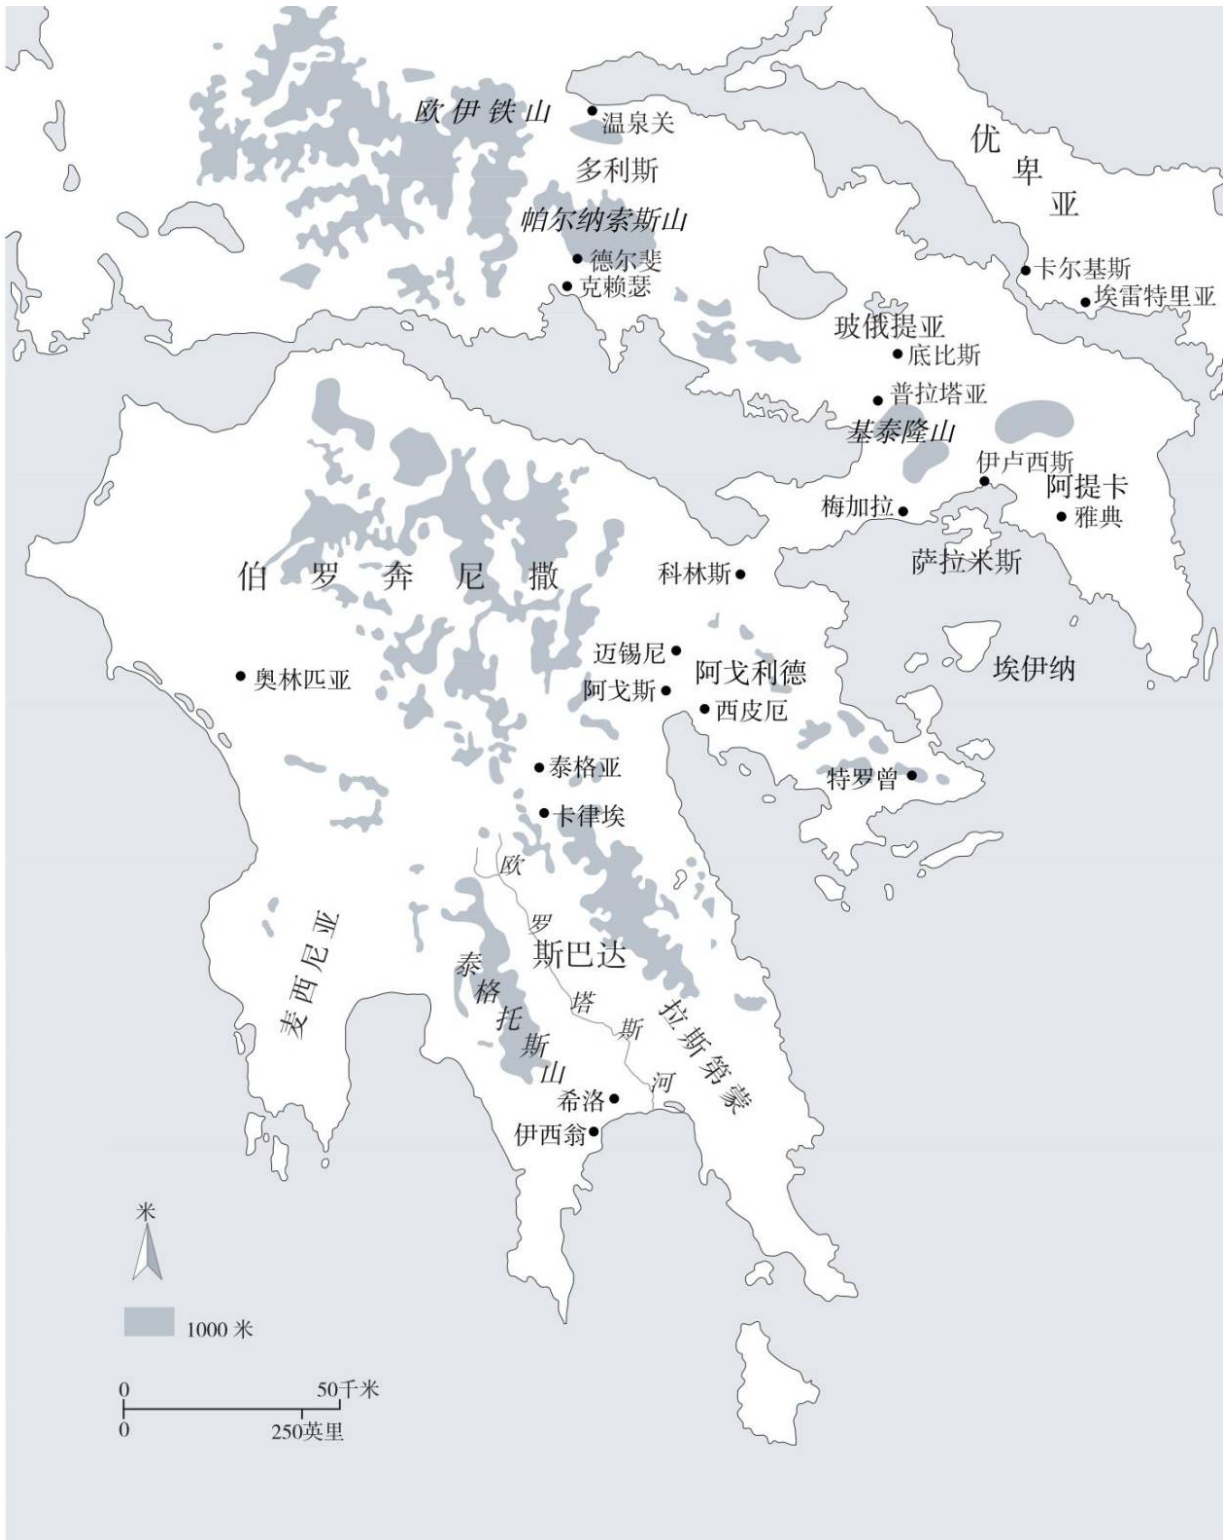 欧伊铁山
温泉关
多利斯
优卑亚
帕尔纳索斯山
德尔斐
克赖瑟
卡尔基斯
埃雷特里亚
玻俄提亚
底比斯
普拉塔亚
基泰隆山
伊卢西斯
阿提卡
梅加拉
雅典
萨拉米斯
伯罗奔尼撒
科林斯
迈锡尼
阿戈利德
埃伊纳
奥林匹亚
阿戈斯
西皮厄
泰格亚
特罗曾
卡律埃
欧罗塔斯河
麦西尼亚
斯巴达
泰格托斯山
拉斯第蒙
希洛
伊西翁
米
1000 米
0 50千米
0 250英里